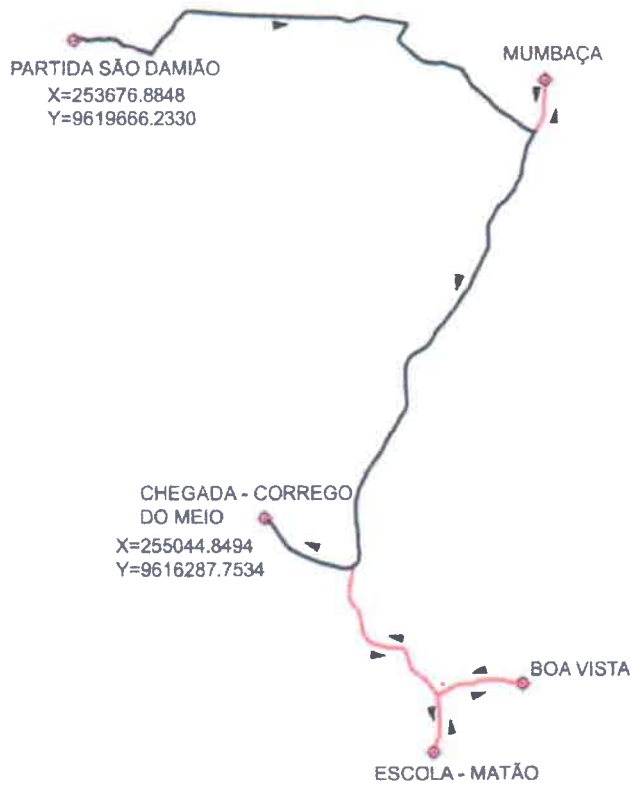 PARTIDA SÃO DAMIÃO
X=253676.8848
Y=9619666.2330
MUMBAÇA
CHEGADA - CORREGO
DO MEIO
X=255044.8494
Y=9616287.7534
BOA VISTA
ESCOLA - MATÃO